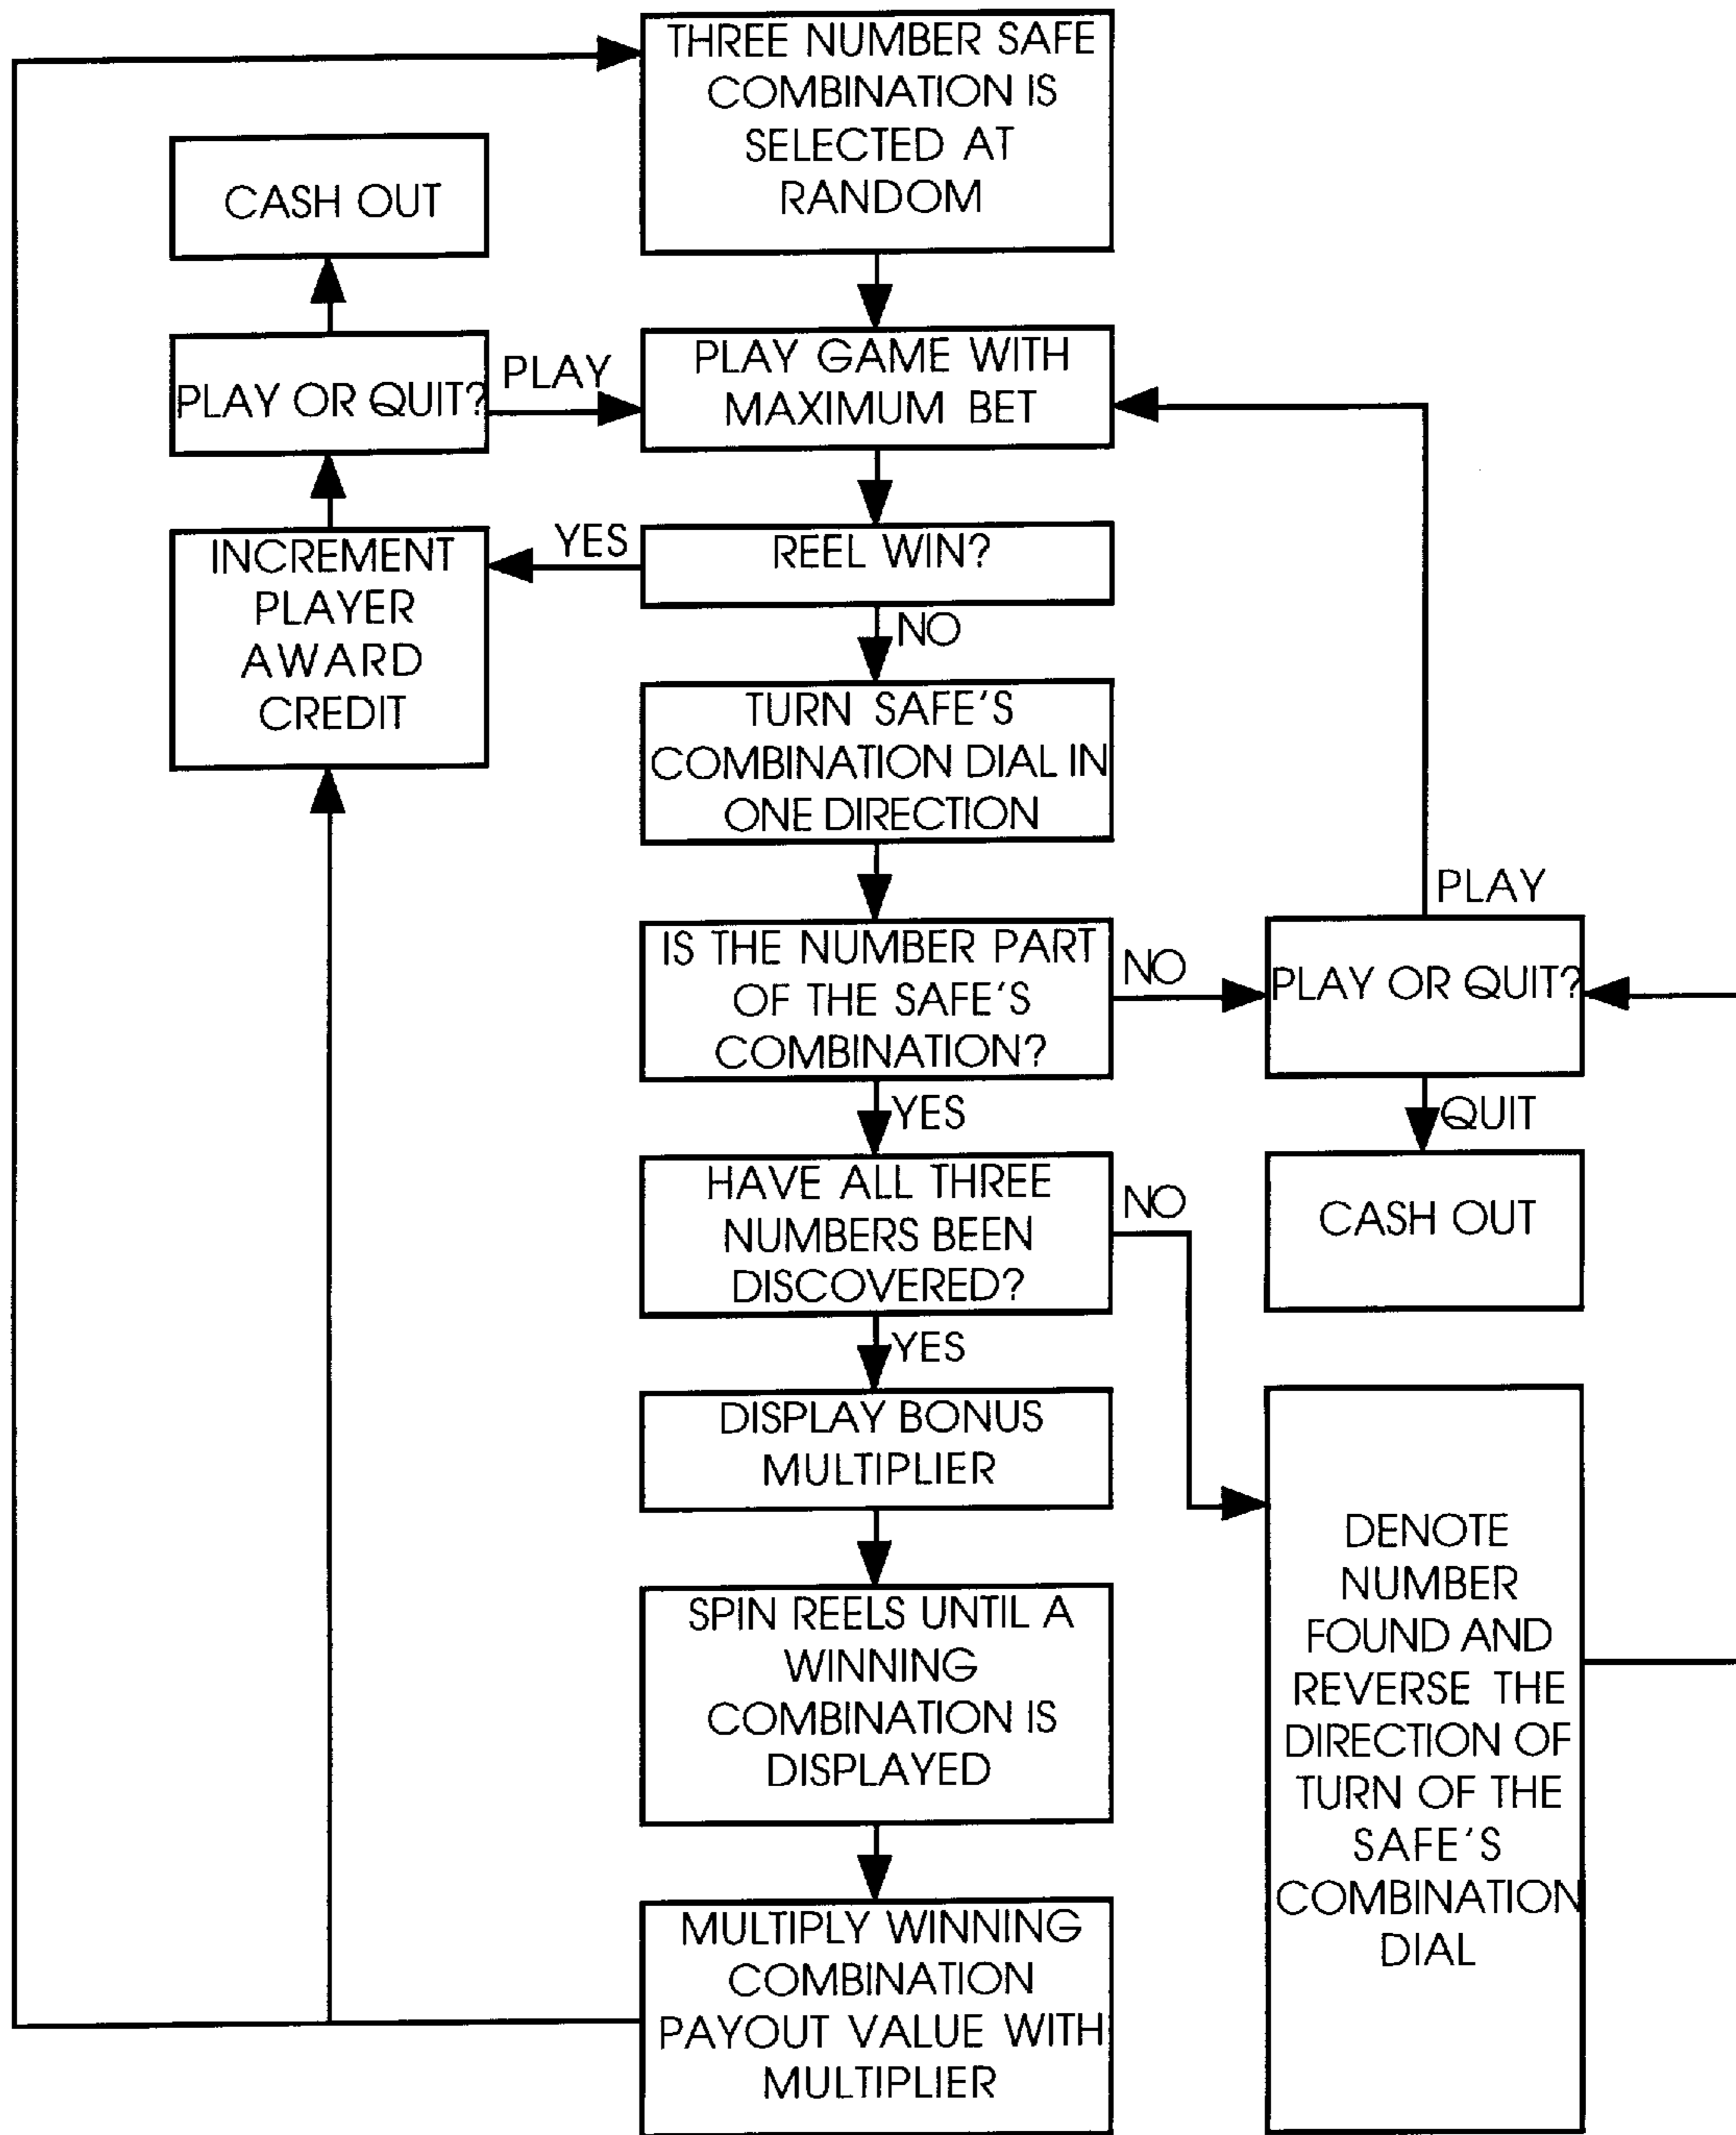 THREE NUMBER SAFE
COMBINATION IS
SELECTED AT
RANDOM
CASH OUT
PLAY OR QUIT?
PLAY
PLAY GAME WITH
MAXIMUM BET
INCREMENT
PLAYER
AWARD
CREDIT
YES
REEL WIN?
NO
TURN SAFE'S
COMBINATION DIAL IN
ONE DIRECTION
IS THE NUMBER PART
OF THE SAFE'S
COMBINATION?
NO
PLAY
PLAY OR QUIT?
QUIT
CASH OUT
YES
HAVE ALL THREE
NUMBERS BEEN
DISCOVERED?
NO
YES
DISPLAY BONUS
MULTIPLIER
SPIN REELS UNTIL A
WINNING
COMBINATION IS
DISPLAYED
DENOTE
NUMBER
FOUND AND
REVERSE THE
DIRECTION OF
TURN OF THE
SAFE'S
COMBINATION
DIAL
MULTIPLY WINNING
COMBINATION
PAYOUT VALUE WITH
MULTIPLIER